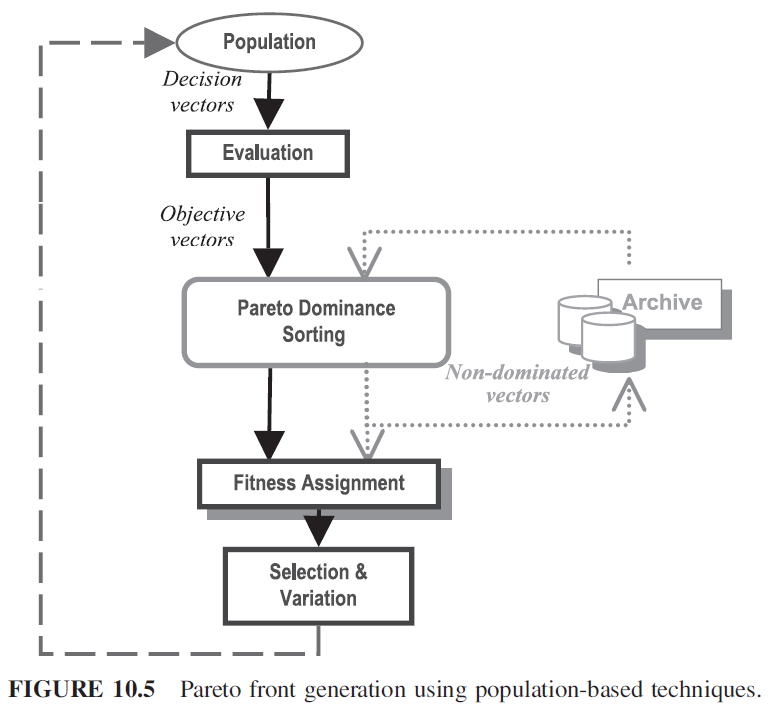 Population
Decision
vectors
Evaluation
Objective
vectors
Pareto Dominance
Sorting
Archive
Non-dominated
vectors
Fitness Assignment
Selection &
Variation
FIGURE 10.5 Pareto front generation using population-based techniques.